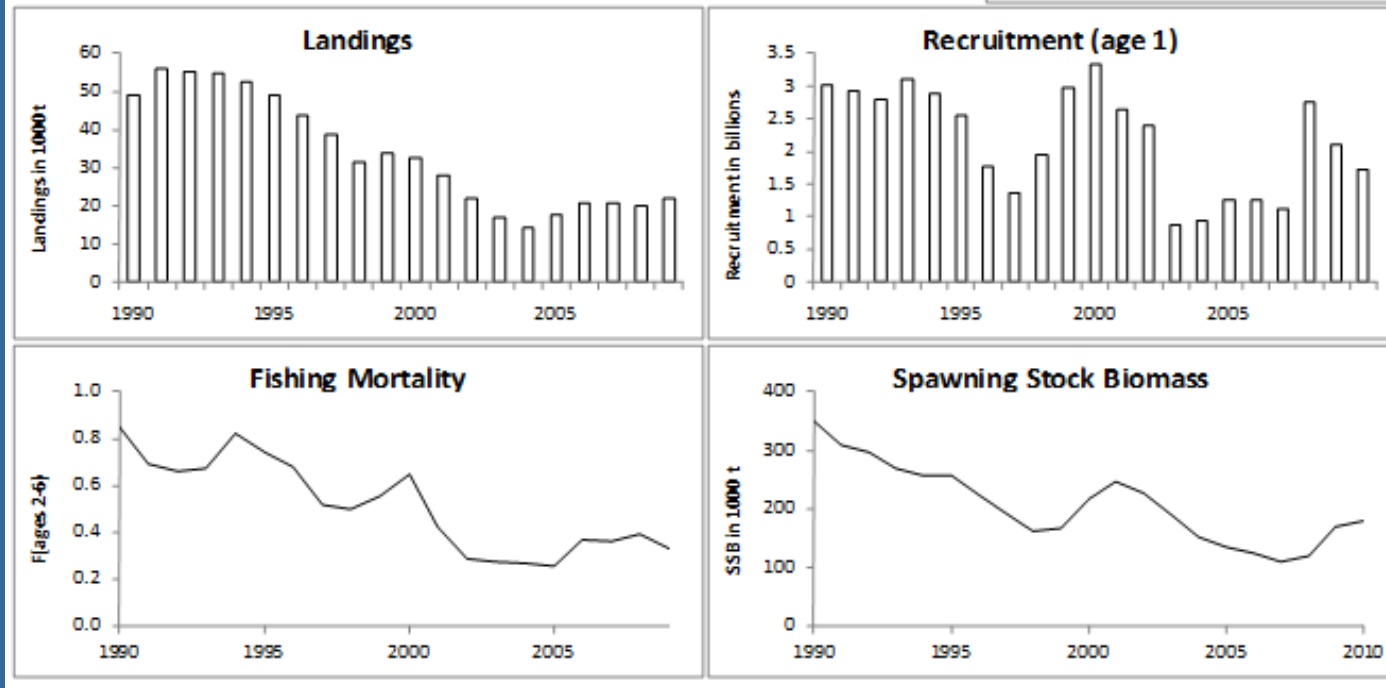 Landings
60
50
40
30
20
10
0
Landings in 1000 t
1990 1995 2000 2005
Recruitment (age 1)
3.5
3
2.5
2
1.5
1
0.5
0
Recruitment in billions
1990 1995 2000 2005
Fishing Mortality
1.0
0.8
0.6
0.4
0.2
0.0
F(ages 2-6)
1990 1995 2000 2005
Spawning Stock Biomass
400
300
200
100
0
SSB in 1000 t
1990 1995 2000 2005 2010